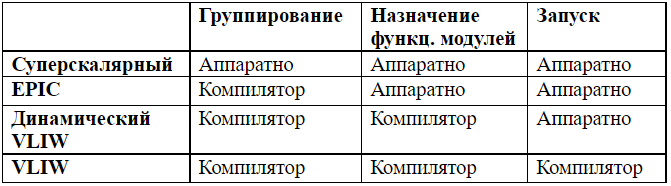 Группирование Назначение функц. модулей Запуск
Суперскалярный Аппаратно Аппаратно Аппаратно
EPIC Компилятор Аппаратно Аппаратно
Динамический VLIW Компилятор Компилятор Аппаратно
VLIW Компилятор Компилятор Компилятор